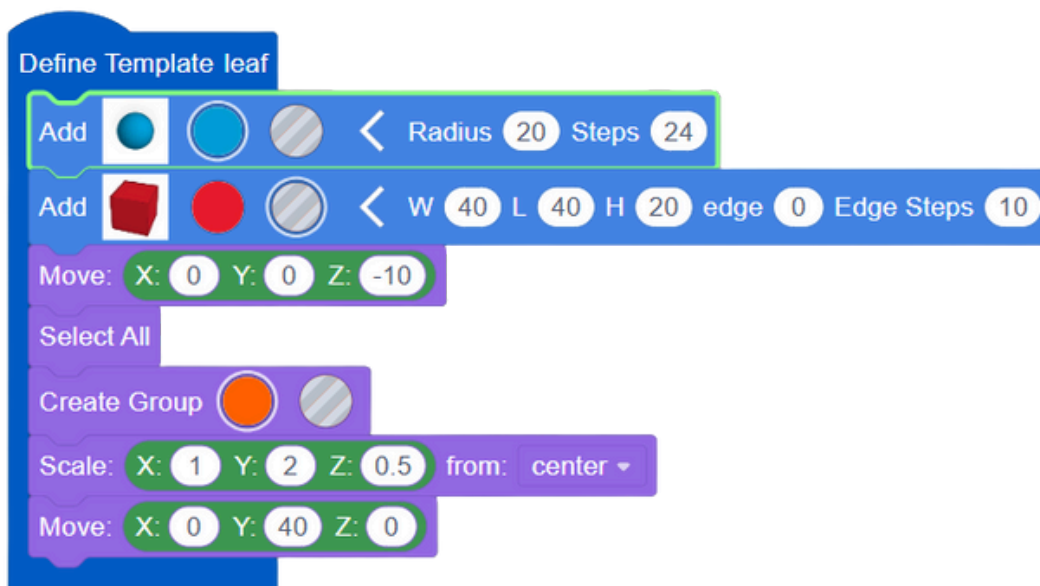 Define Template leaf
Add Radius 20 Steps 24
Add W 40 L 40 H 20 edge 0 Edge Steps 10
Move: X: 0 Y: 0 Z: -10
Select All
Create Group
Scale: X: 1 Y: 2 Z: 0.5 from: center
Move: X: 0 Y: 40 Z: 0